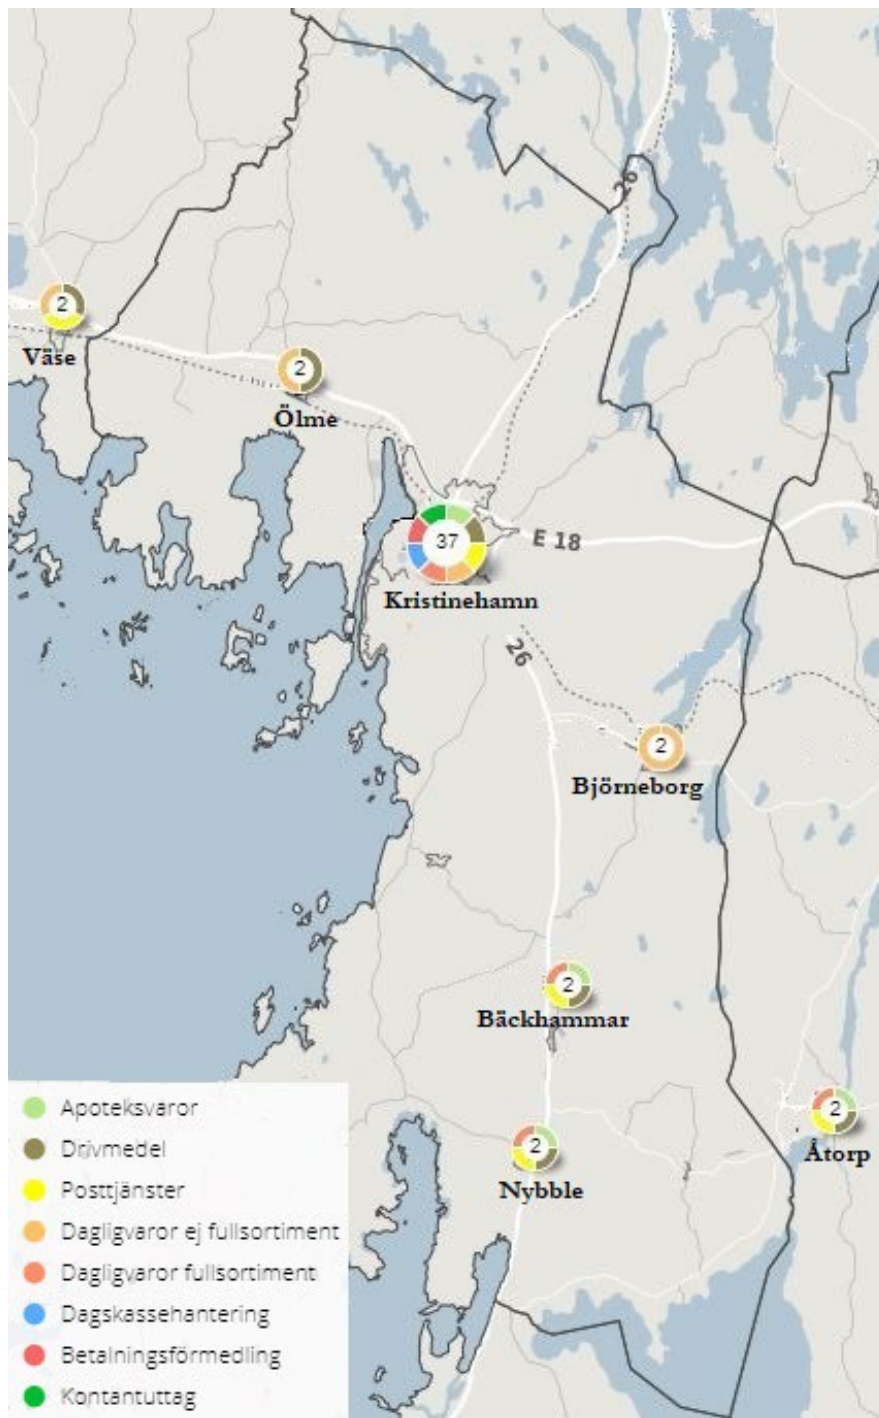 26
2
Väse
2
Ölme
37
E 18
Kristinehamn
26
2
Björneborg
2
Bäckhammar
2
Åtorp
2
Nybble
Apoteksvaror
Drivmedel
Posttjänster
Dagligvaror ej fullsortiment
Dagligvaror fullsortiment
Dagskassehantering
Betalningsförmedling
Kontantuttag